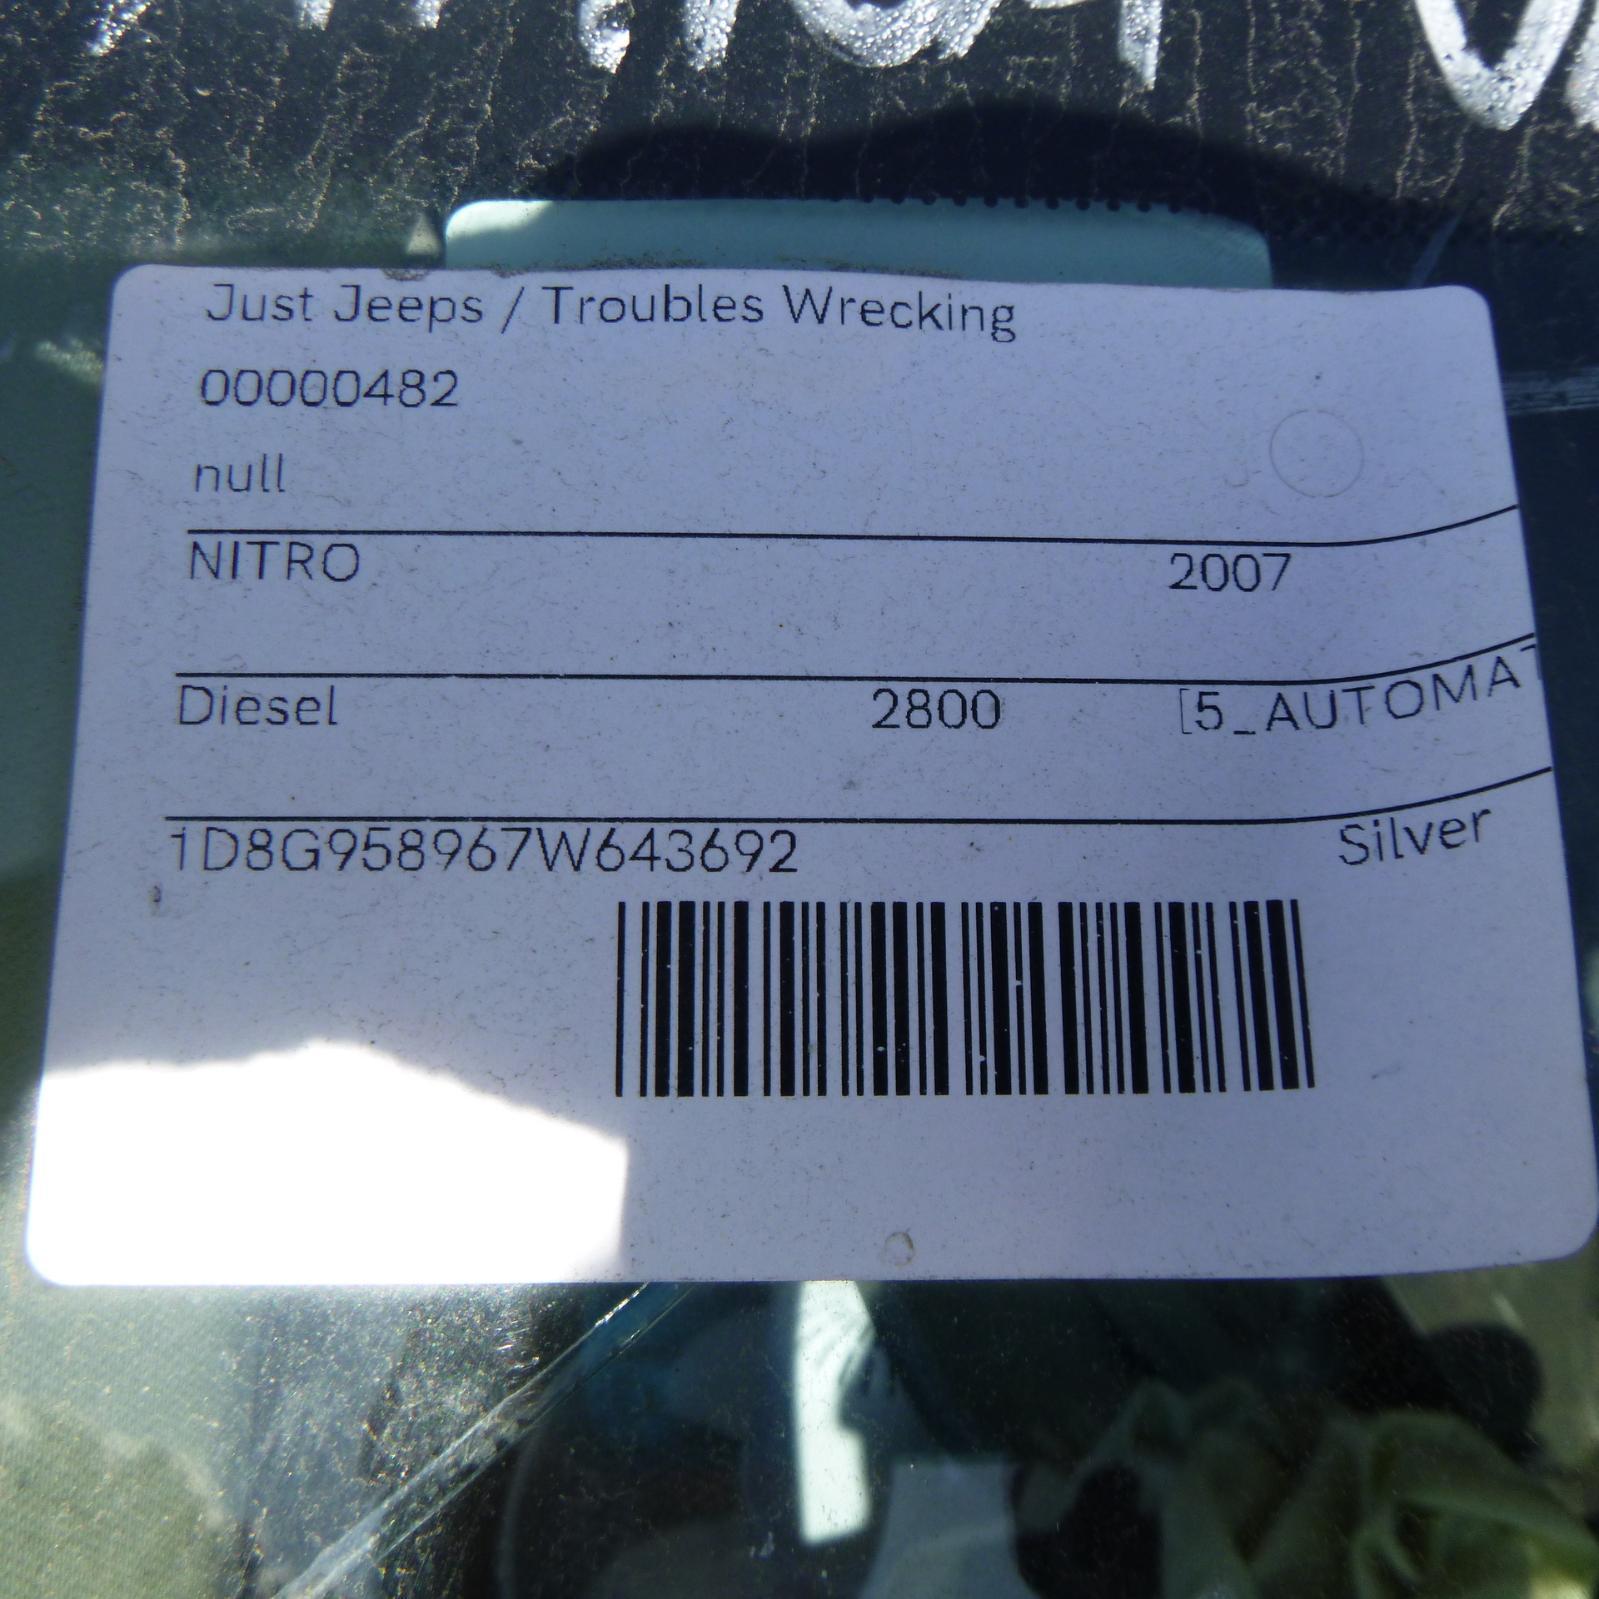 Just Jeeps / Troubles Wrecking
00000482
null
NITRO 2007
Diesel 2800 [5_AUTOMAT
1D8G958967W643692 Silver